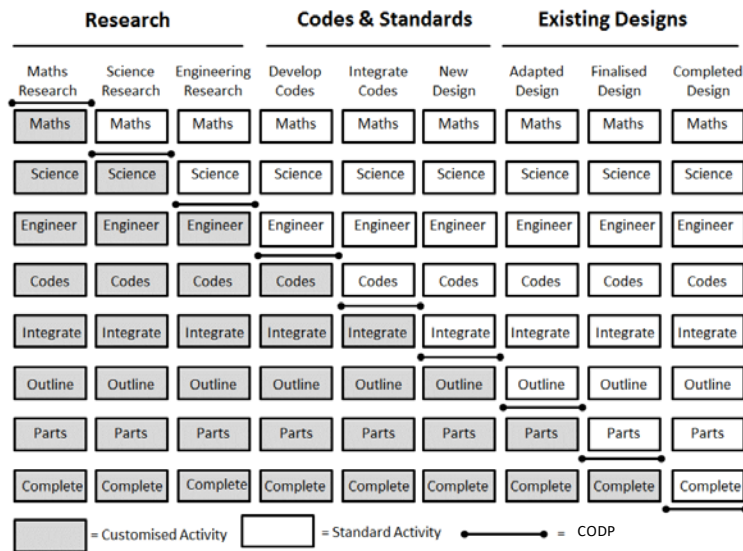 Research Codes & Standards Existing Designs
Maths Science Engineering Develop Integrate New Adapted Finalised Completed
Research Research Research Codes Codes Design Design Design Design
Maths Maths Maths Maths Maths Maths Maths Maths Maths
Science Science Science Science Science Science Science Science Science
Engineer Engineer Engineer Engineer Engineer Engineer Engineer Engineer Engineer
Codes Codes Codes Codes Codes Codes Codes Codes Codes
Integrate Integrate Integrate Integrate Integrate Integrate Integrate Integrate Integrate
Outline Outline Outline Outline Outline Outline Outline Outline Outline
Parts Parts Parts Parts Parts Parts Parts Parts Parts
Complete Complete Complete Complete Complete Complete Complete Complete Complete
= Customised Activity = Standard Activity = CODP